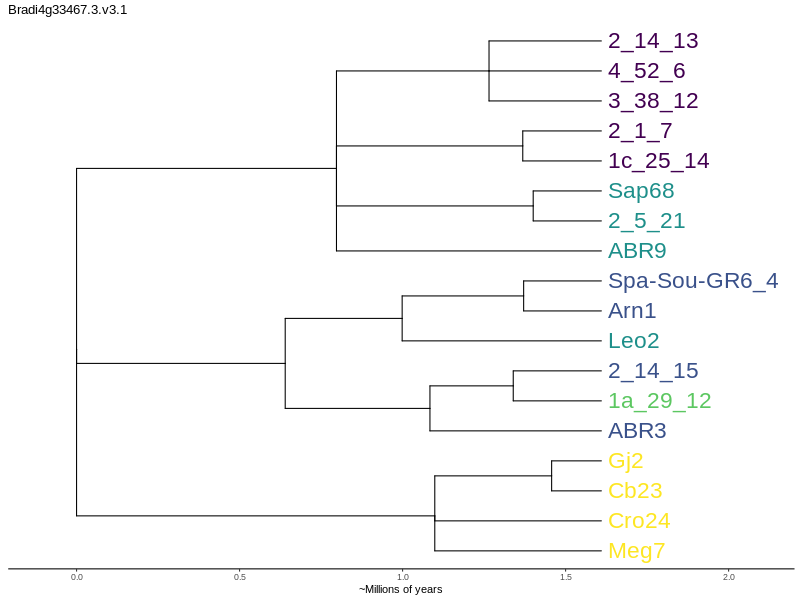 Bradi4g33467.3.v3.1
2_14_13
4_52_6
3_38_12
2_1_7
1c_25_14
Sap68
2_5_21
ABR9
Spa-Sou-GR6_4
Arn1
Leo2
2_14_15
1a_29_12
ABR3
Gj2
Cb23
Cro24
Meg7
0.0 0.5 1.0 1.5 2.0
~Millions of years